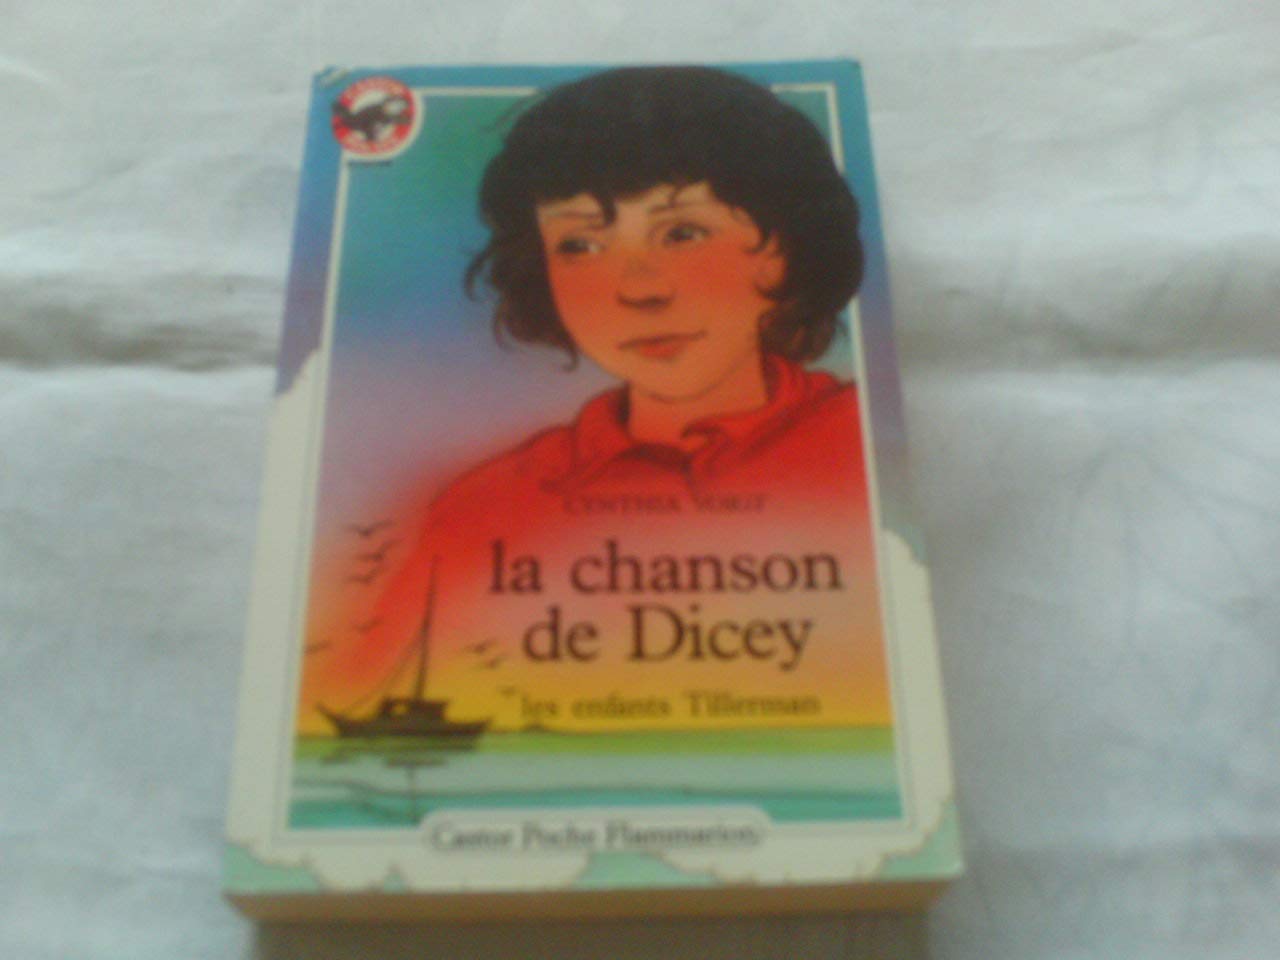 CYNTHIA VOIGT
la chanson
de Dicey
les enfants Tillerman
Castor Poche Flammarion